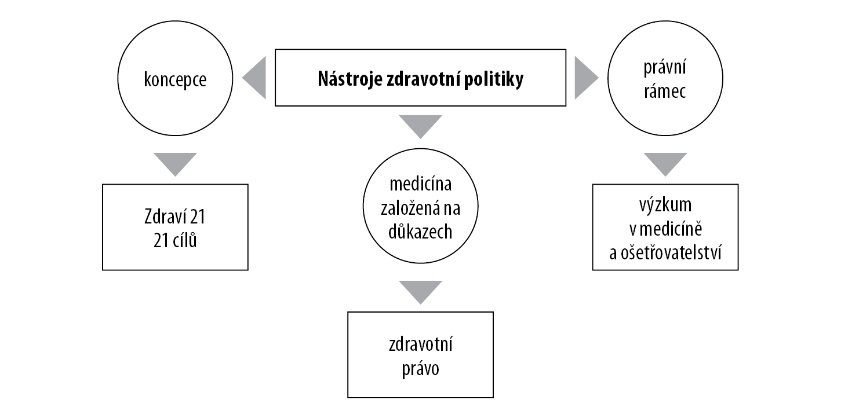 koncepce
Nástroje zdravotní politiky
právní
rámec
Zdraví 21
21 cílů
medicína
založená na
důkazech
výzkum
v medicíně
a ošetřovatelství
zdravotní
právo